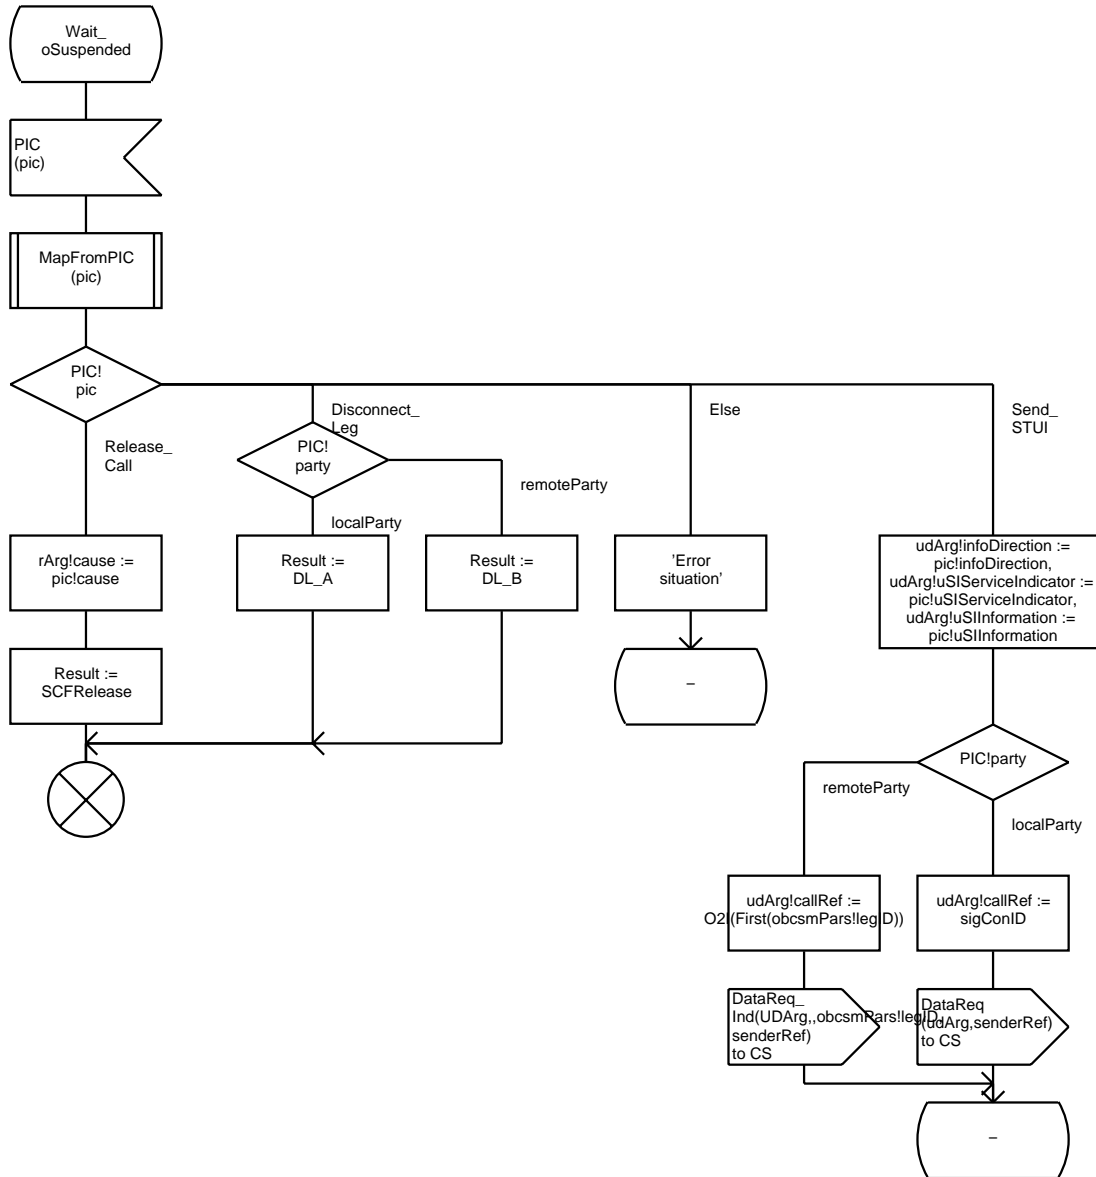 Wait_
oSuspended
PIC
(pic)
MapFromPIC
(pic)
PIC!
pic
Release_
Call
Disconnect_
Leg
Else
Send_
STUI
PIC!
party
remoteParty
localParty
rArg!cause :=
pic!cause
Result :=
DL_A
Result :=
DL_B
'Error
situation'
udArg!infoDirection :=
pic!infoDirection,
udArg!uSIServiceIndicator :=
pic!uSIServiceIndicator,
udArg!uSIInformation :=
pic!uSIInformation
Result :=
SCFRelease
–
PIC!party
remoteParty
localParty
udArg!callRef :=
O2I(First(obcsmPars!legID))
udArg!callRef :=
sigConID
DataReq_
Ind(UDArg,,obcsmPars!legID,
senderRef)
to CS
DataReq
(udArg,senderRef)
to CS
–